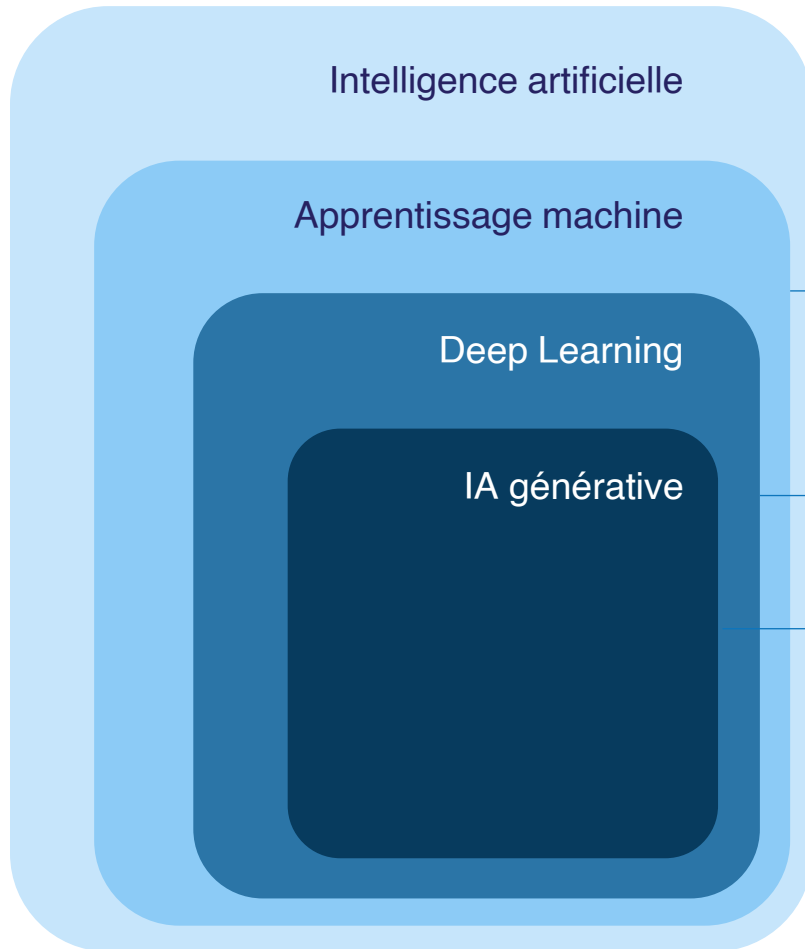 Intelligence artificielle
Apprentissage machine
Deep Learning
IA générative